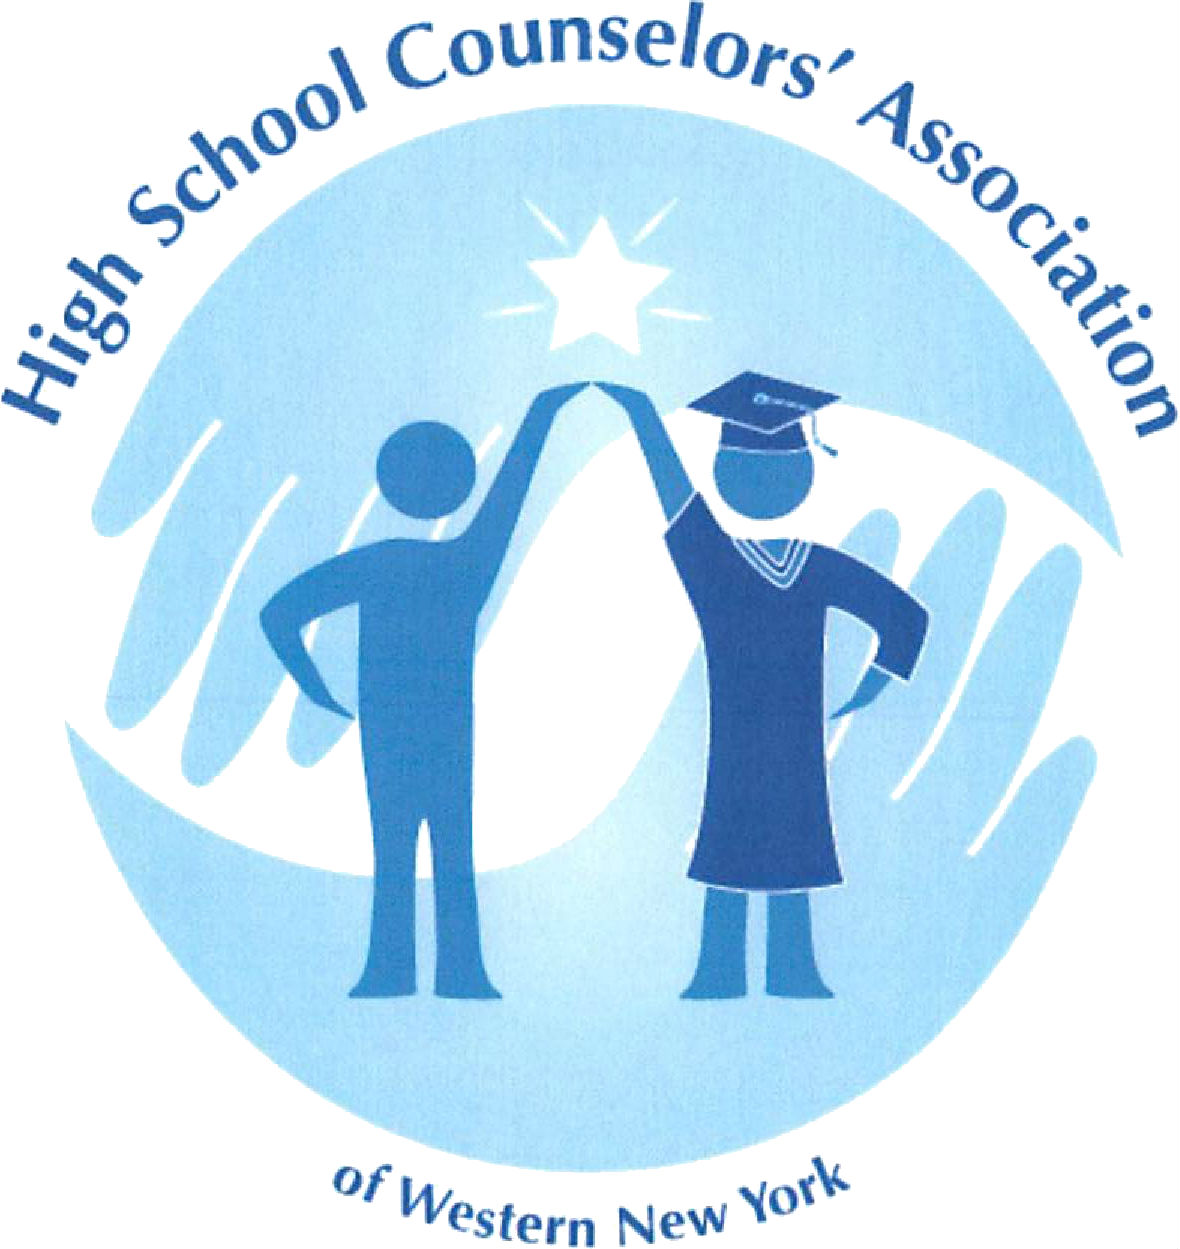 High School Counselors' Association
of Western New York